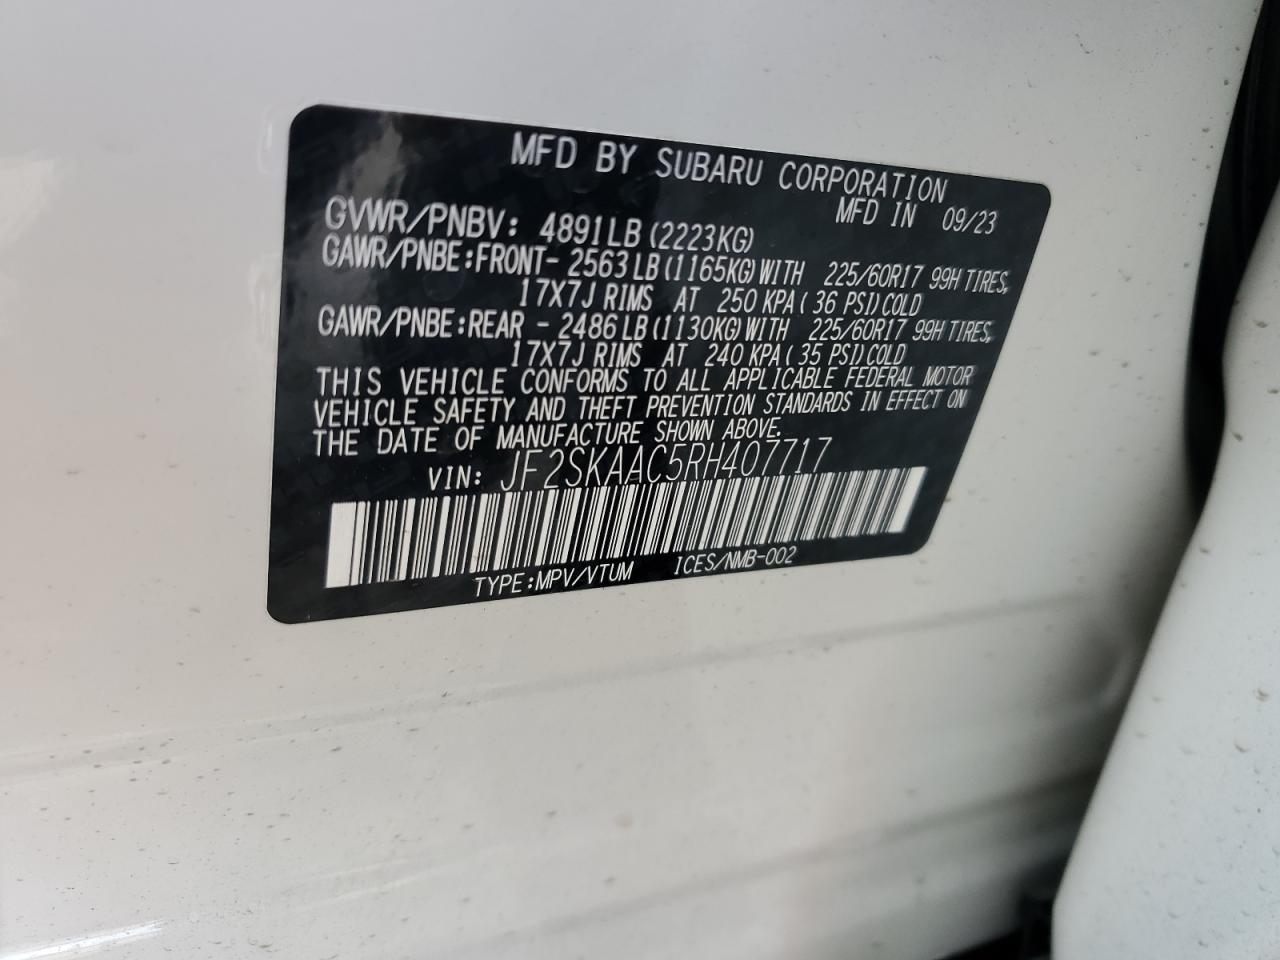 MFD BY SUBARU CORPORATION
MFD IN 09/23
GVWR/PNBV: 4891LB (2223KG)
GAWR/PNBE:FRONT- 2563LB(1165KG)WITH 225/60R17 99H TIRES,
17X7J RIMS AT 250 KPA( 36 PSI)COLD
GAWR/PNBE:REAR - 2486LB(1130KG)WITH 225/60R17 99H TIRES,
17X7J RIMS AT 240 KPA( 35 PSI)COLD
THIS VEHICLE CONFORMS TO ALL APPLICABLE FEDERAL MOTOR
VEHICLE SAFETY AND THEFT PREVENTION STANDARDS IN EFFECT ON
THE DATE OF MANUFACTURE SHOWN ABOVE.
VIN: JF2SKAAC5RH407717
TYPE:MPV/VTUM ICES/NMB-002